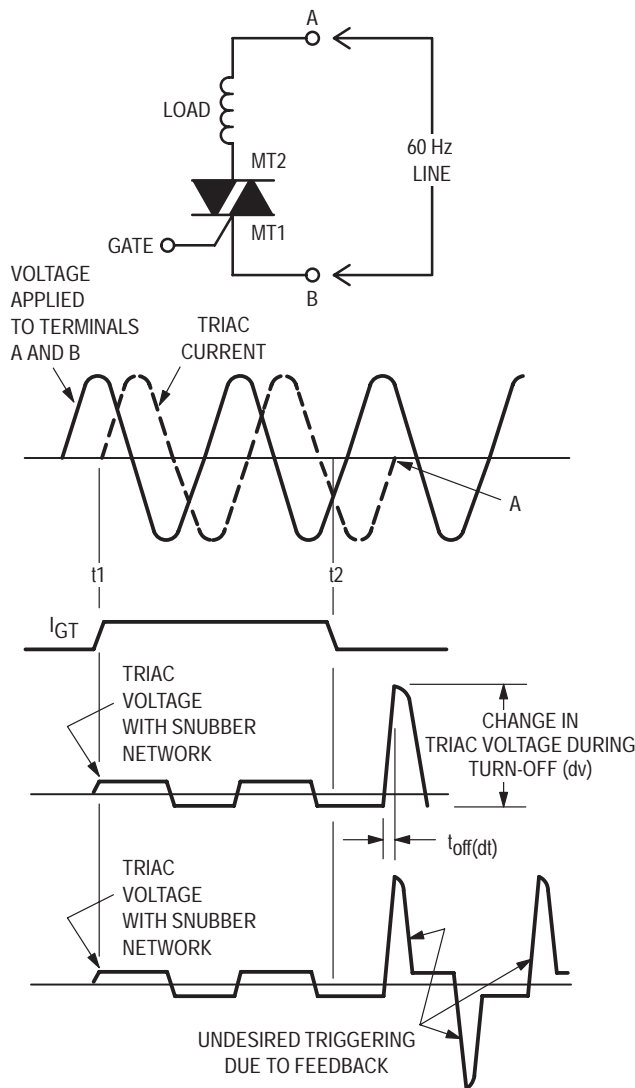 A
LOAD
MT2
60 Hz
LINE
MT1
GATE
B
VOLTAGE
APPLIED
TO TERMINALS
A AND B
TRIAC
CURRENT
A
t1
t2
IGT
TRIAC
VOLTAGE
WITH SNUBBER
NETWORK
CHANGE IN
TRIAC VOLTAGE DURING
TURN-OFF (dv)
toff(dt)
TRIAC
VOLTAGE
WITH SNUBBER
NETWORK
UNDESIRED TRIGGERING
DUE TO FEEDBACK